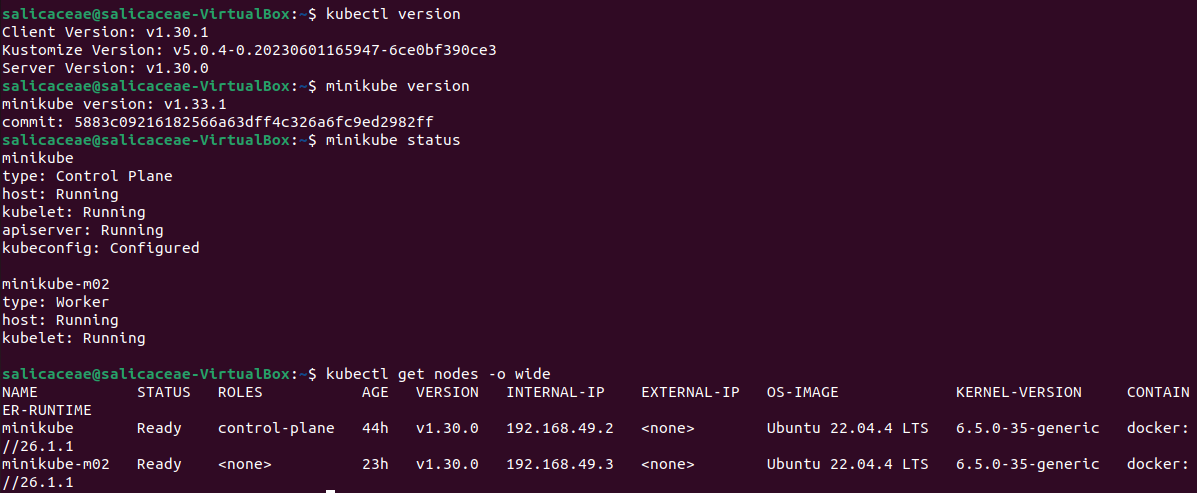 salicaceae@salicaceae-VirtualBox:~$ kubectl version
Client Version: v1.30.1
Kustomize Version: v5.0.4-0.20230601165947-6ce0bf390ce3
Server Version: v1.30.0
salicaceae@salicaceae-VirtualBox:~$ minikube version
minikube version: v1.33.1
commit: 5883c09216182566a63dff4c326a6fc9ed2982ff
salicaceae@salicaceae-VirtualBox:~$ minikube status
minikube
type: Control Plane
host: Running
kubelet: Running
apiserver: Running
kubeconfig: Configured

minikube-m02
type: Worker
host: Running
kubelet: Running

salicaceae@salicaceae-VirtualBox:~$ kubectl get nodes -o wide
NAME           STATUS   ROLES           AGE   VERSION   INTERNAL-IP    EXTERNAL-IP   OS-IMAGE             KERNEL-VERSION     CONTAIN
ER-RUNTIME
minikube       Ready    control-plane   44h   v1.30.0   192.168.49.2   <none>        Ubuntu 22.04.4 LTS   6.5.0-35-generic   docker:
//26.1.1
minikube-m02   Ready    <none>          23h   v1.30.0   192.168.49.3   <none>        Ubuntu 22.04.4 LTS   6.5.0-35-generic   docker:
//26.1.1